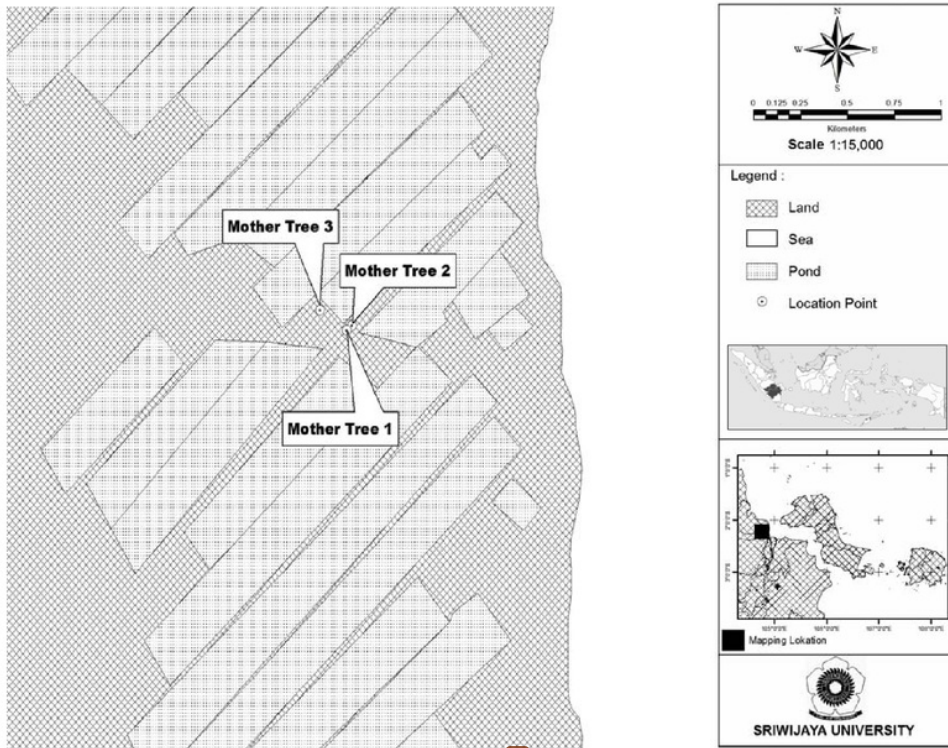 Mother Tree 3
Mother Tree 2
Mother Tree 1
N
W E
S
0 0.125 0.25 0.5 0.75 1
Kilometers
Scale 1:15,000
Legend :
Land
Sea
Pond
Location Point
Mapping Lokation
SRIWIJAYA UNIVERSITY